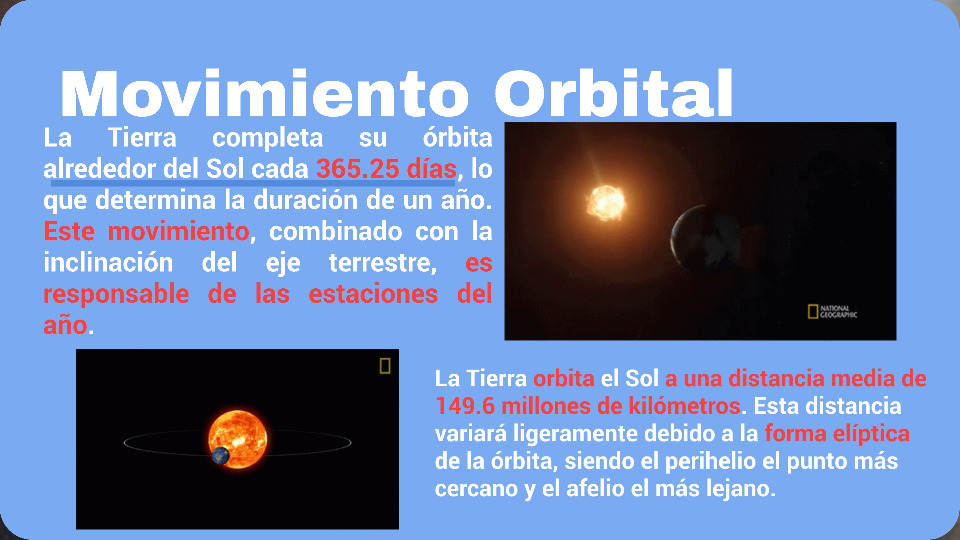 Movimiento Orbital
La Tierra completa su órbita
alrededor del Sol cada 365.25 días, lo
que determina la duración de un año.
Este movimiento, combinado con la
inclinación del eje terrestre, es
responsable de las estaciones del
año.
NATIONAL
GEOGRAPHIC
La Tierra orbita el Sol a una distancia media de
149.6 millones de kilómetros. Esta distancia
variará ligeramente debido a la forma elíptica
de la órbita, siendo el perihelio el punto más
cercano y el afelio el más lejano.